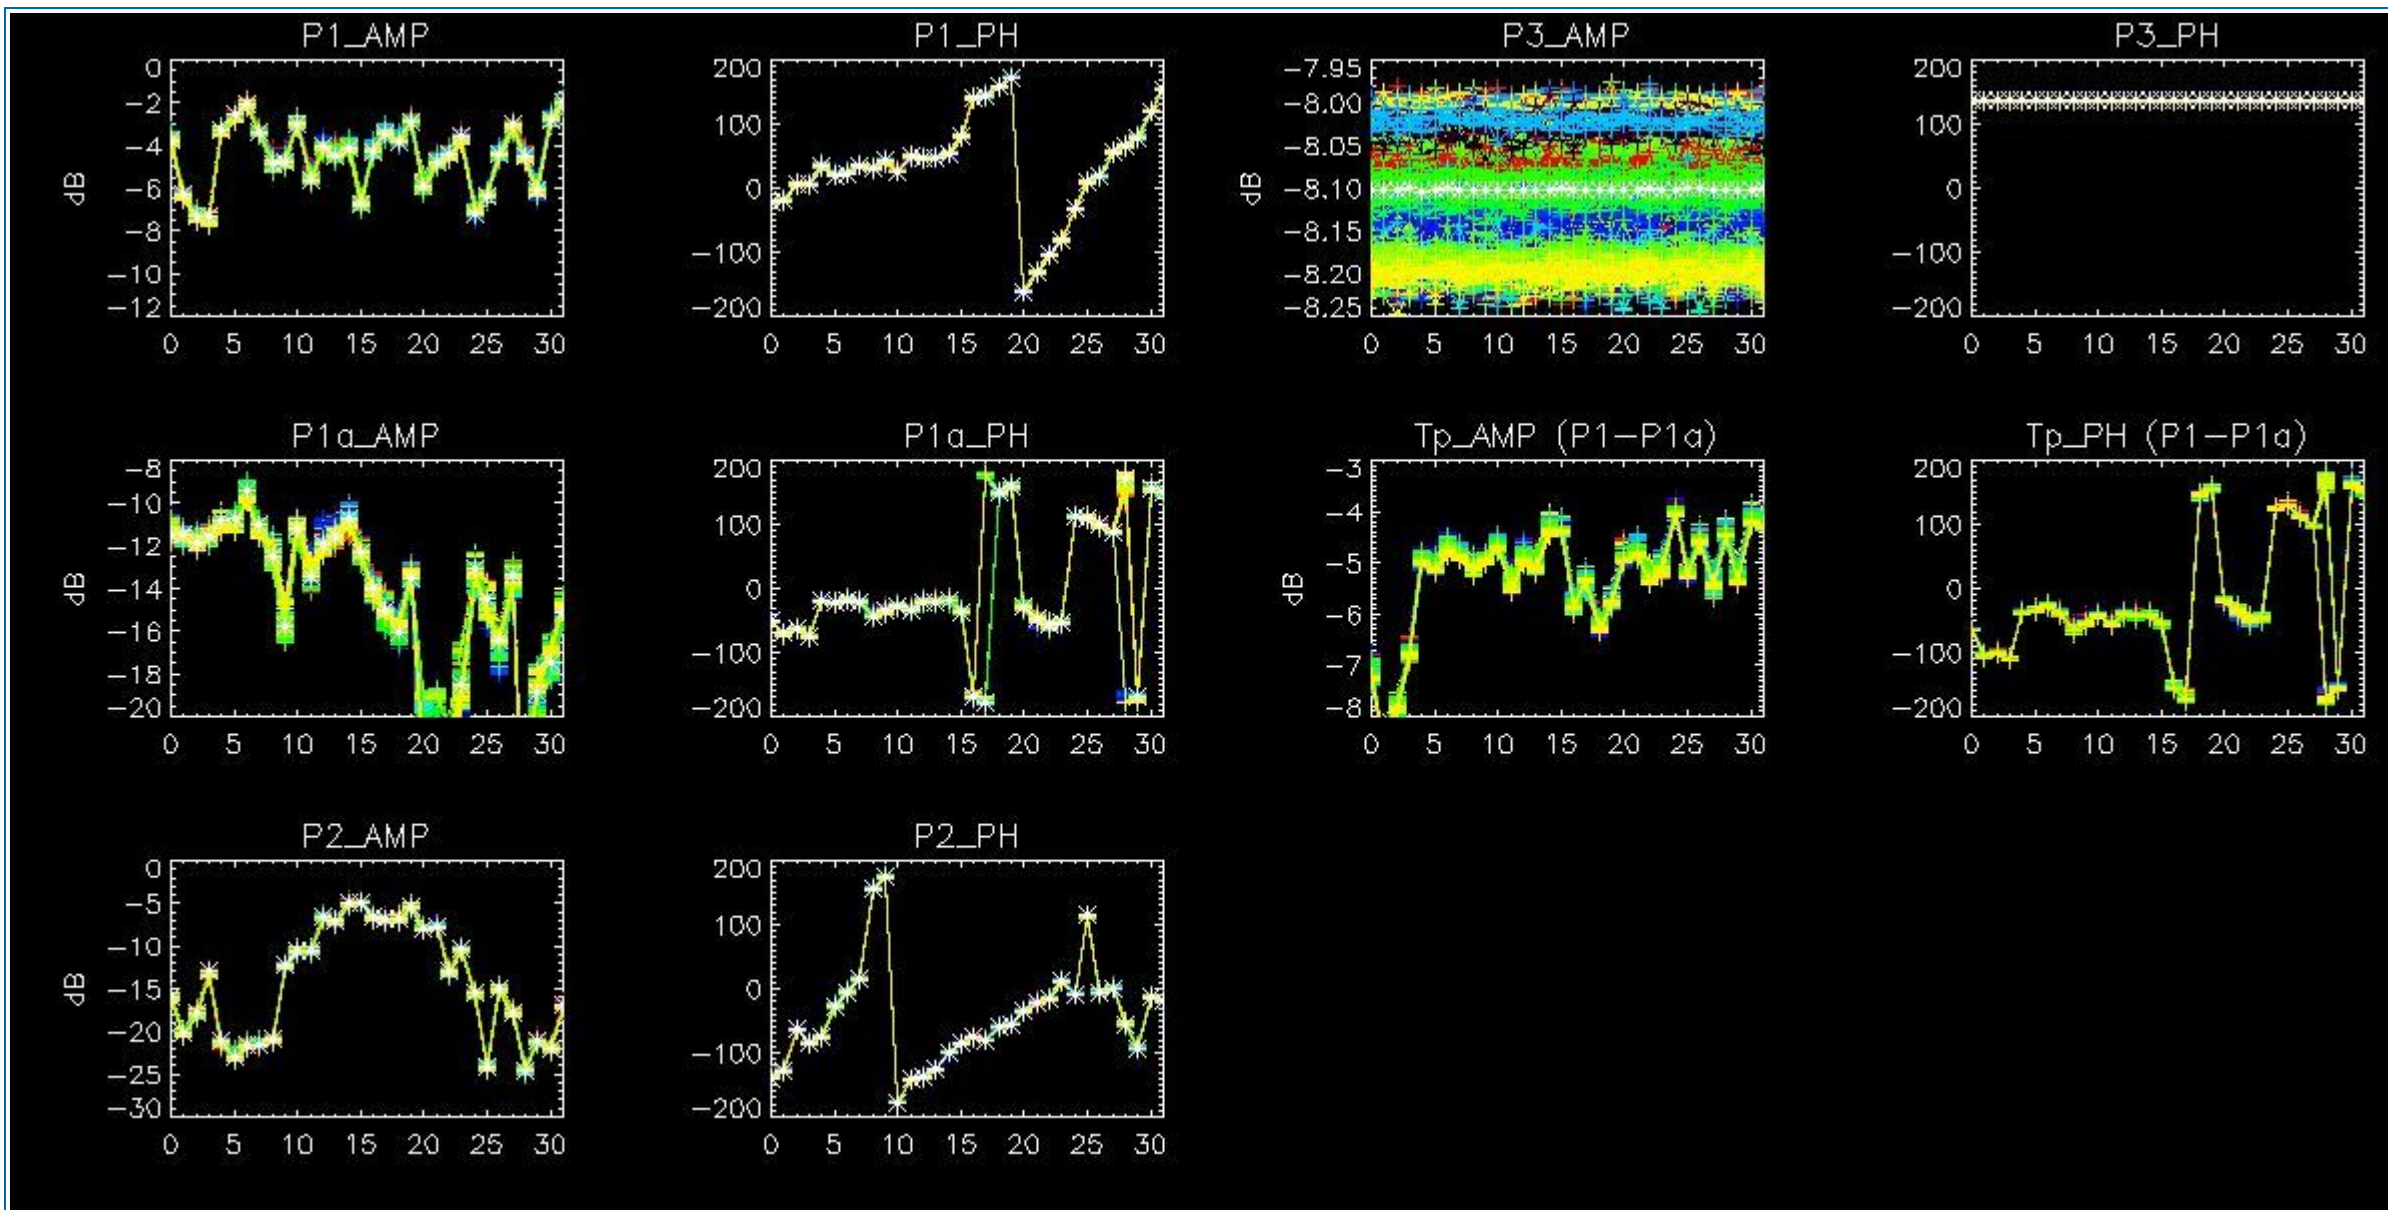 P1_AMP
0
−2
−4
−6
−8
−10
−12
dB
0 5 10 15 20 25 30
P1_PH
200
100
0
−100
−200
0 5 10 15 20 25 30
P3_AMP
−7.95
−8.00
−8.05
−8.10
−8.15
−8.20
−8.25
dB
0 5 10 15 20 25 30
P3_PH
200
100
0
−100
−200
0 5 10 15 20 25 30
P1a_AMP
−8
−10
−12
−14
−16
−18
−20
dB
0 5 10 15 20 25 30
P1a_PH
200
100
0
−100
−200
0 5 10 15 20 25 30
Tp_AMP (P1−P1a)
−3
−4
−5
−6
−7
−8
dB
0 5 10 15 20 25 30
Tp_PH (P1−P1a)
200
100
0
−100
−200
0 5 10 15 20 25 30
P2_AMP
0
−5
−10
−15
−20
−25
−30
dB
0 5 10 15 20 25 30
P2_PH
200
100
0
−100
−200
0 5 10 15 20 25 30